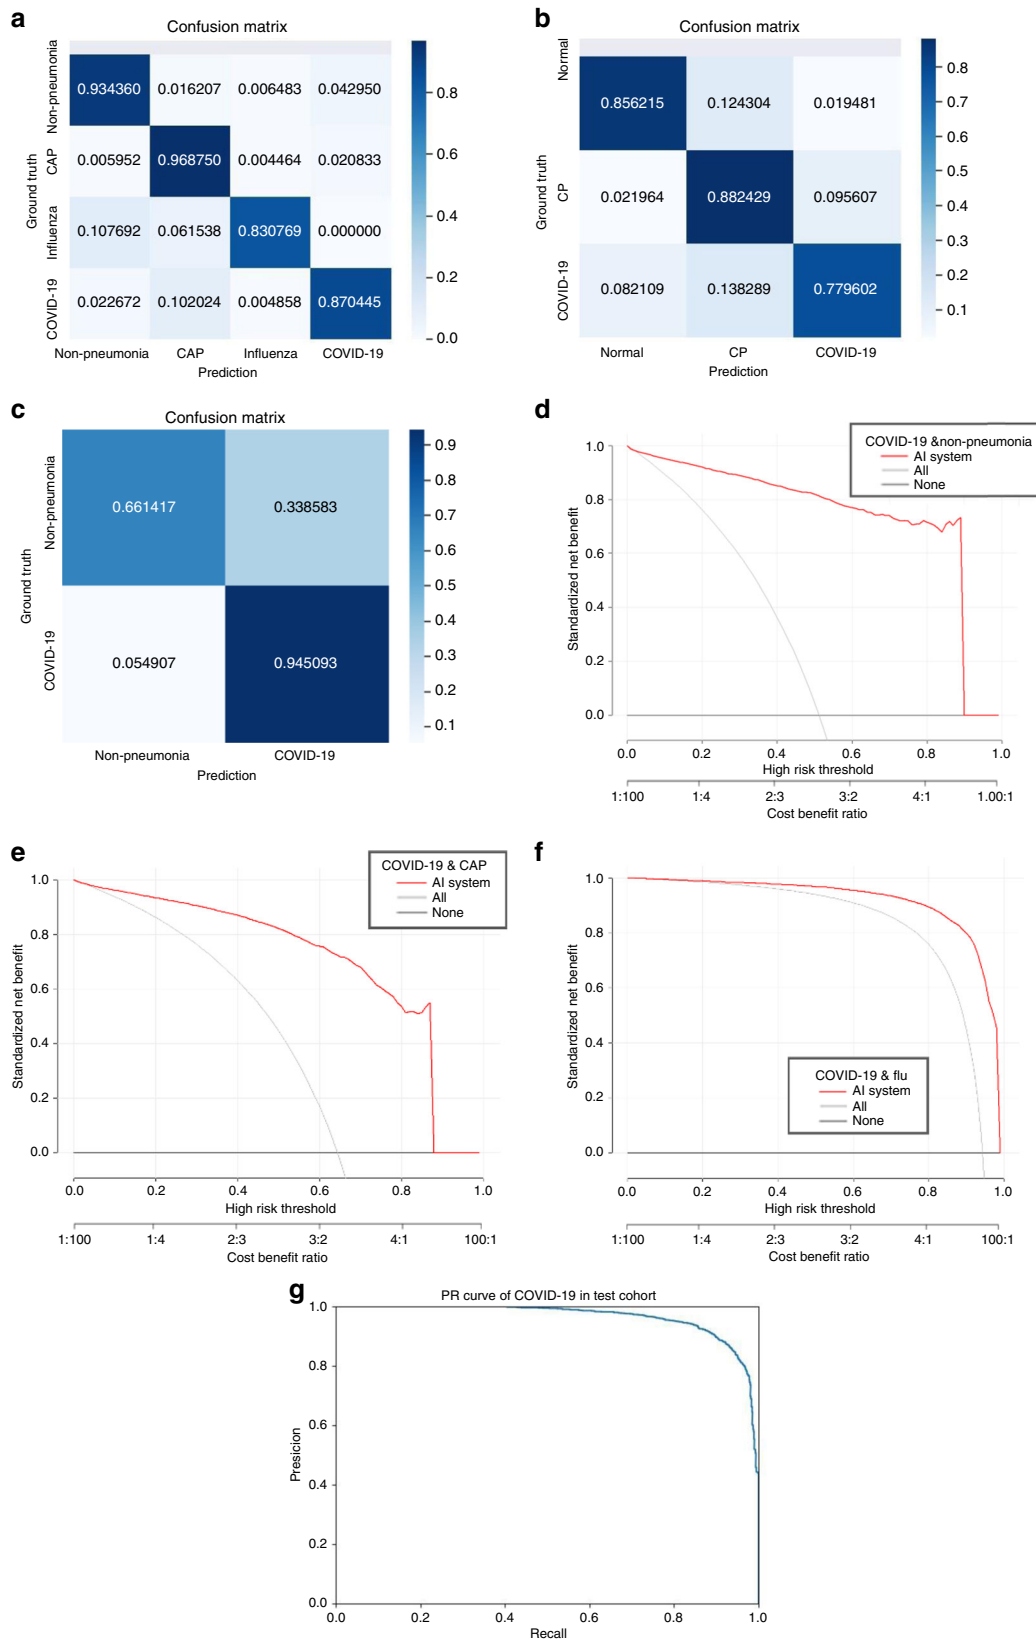 a
Confusion matrix
Ground truth
Non-pneumonia
CAP
Influenza
COVID-19
0.934360 0.016207 0.006483 0.042950
0.005952 0.968750 0.004464 0.020833
0.107692 0.061538 0.830769 0.000000
0.022672 0.102024 0.004858 0.870445
Non-pneumonia CAP Influenza COVID-19
Prediction
0.8
0.6
0.4
0.2
0.0
b
Confusion matrix
Ground truth
Normal
CP
COVID-19
0.856215 0.124304 0.019481
0.021964 0.882429 0.095607
0.082109 0.138289 0.779602
Normal CP COVID-19
Prediction
0.8
0.7
0.6
0.5
0.4
0.3
0.2
0.1
c
Confusion matrix
Ground truth
Non-pneumonia
COVID-19
0.661417 0.338583
0.054907 0.945093
Non-pneumonia COVID-19
Prediction
0.9
0.8
0.7
0.6
0.5
0.4
0.3
0.2
0.1
d
COVID-19 &non-pneumonia
AI system
All
None
Standardized net benefit
1.0
0.8
0.6
0.4
0.2
0.0
0.0 0.2 0.4 0.6 0.8 1.0
High risk threshold
1:100 1:4 2:3 3:2 4:1 1.00:1
Cost benefit ratio
e
COVID-19 & CAP
AI system
All
None
Standardized net benefit
1.0
0.8
0.6
0.4
0.2
0.0
0.0 0.2 0.4 0.6 0.8 1.0
High risk threshold
1:100 1:4 2:3 3:2 4:1 100:1
Cost benefit ratio
f
Standardized net benefit
1.0
0.8
0.6
0.4
0.2
0.0
COVID-19 & flu
AI system
All
None
0.0 0.2 0.4 0.6 0.8 1.0
High risk threshold
1:100 1:4 2:3 3:2 4:1 100:1
Cost benefit ratio
g
PR curve of COVID-19 in test cohort
Presicion
1.0
0.8
0.6
0.4
0.2
0.0
0.0 0.2 0.4 0.6 0.8 1.0
Recall